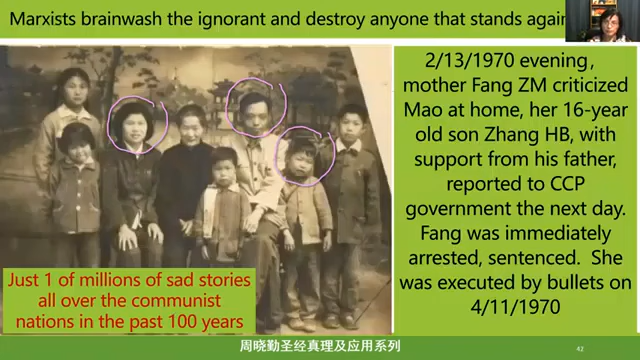 Marxists brainwash the ignorant and destroy anyone that stands again
2/13/1970 evening,
mother Fang ZM criticized
Mao at home, her 16-year
old son Zhang HB, with
support from his father,
reported to CCP
government the next day.
Fang was immediately
arrested, sentenced. She
was executed by bullets on
4/11/1970
Just 1 of millions of sad stories
all over the communist
nations in the past 100 years
周晓勤圣经真理及应用系列
42